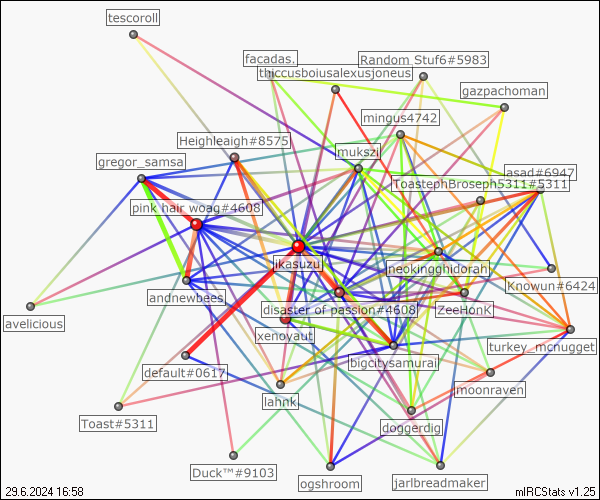 tescoroll
facadas.
Random Stuf6#5983
thiccusboiusalexusjoneus
gazpachoman
mingus4742
Heighleigh#8575
mukszi
gregor_samsa
asad#6947
ToastephBroseph5311#5311
pink hair woag#4608
jikasuzu
neokingghidorah
Knowun#6424
andnewbees
disaster of passion#4608
ZeeHonK
avelicious
xenoyaut
turkey_mcnugget
default#0617
bigcitysamurai
lahnk
moonraven
Toast#5311
doggerdig
Duck™#9103
ogshroom
jarlbreadmaker
29.6.2024 16:58
mIRCStats v1.25